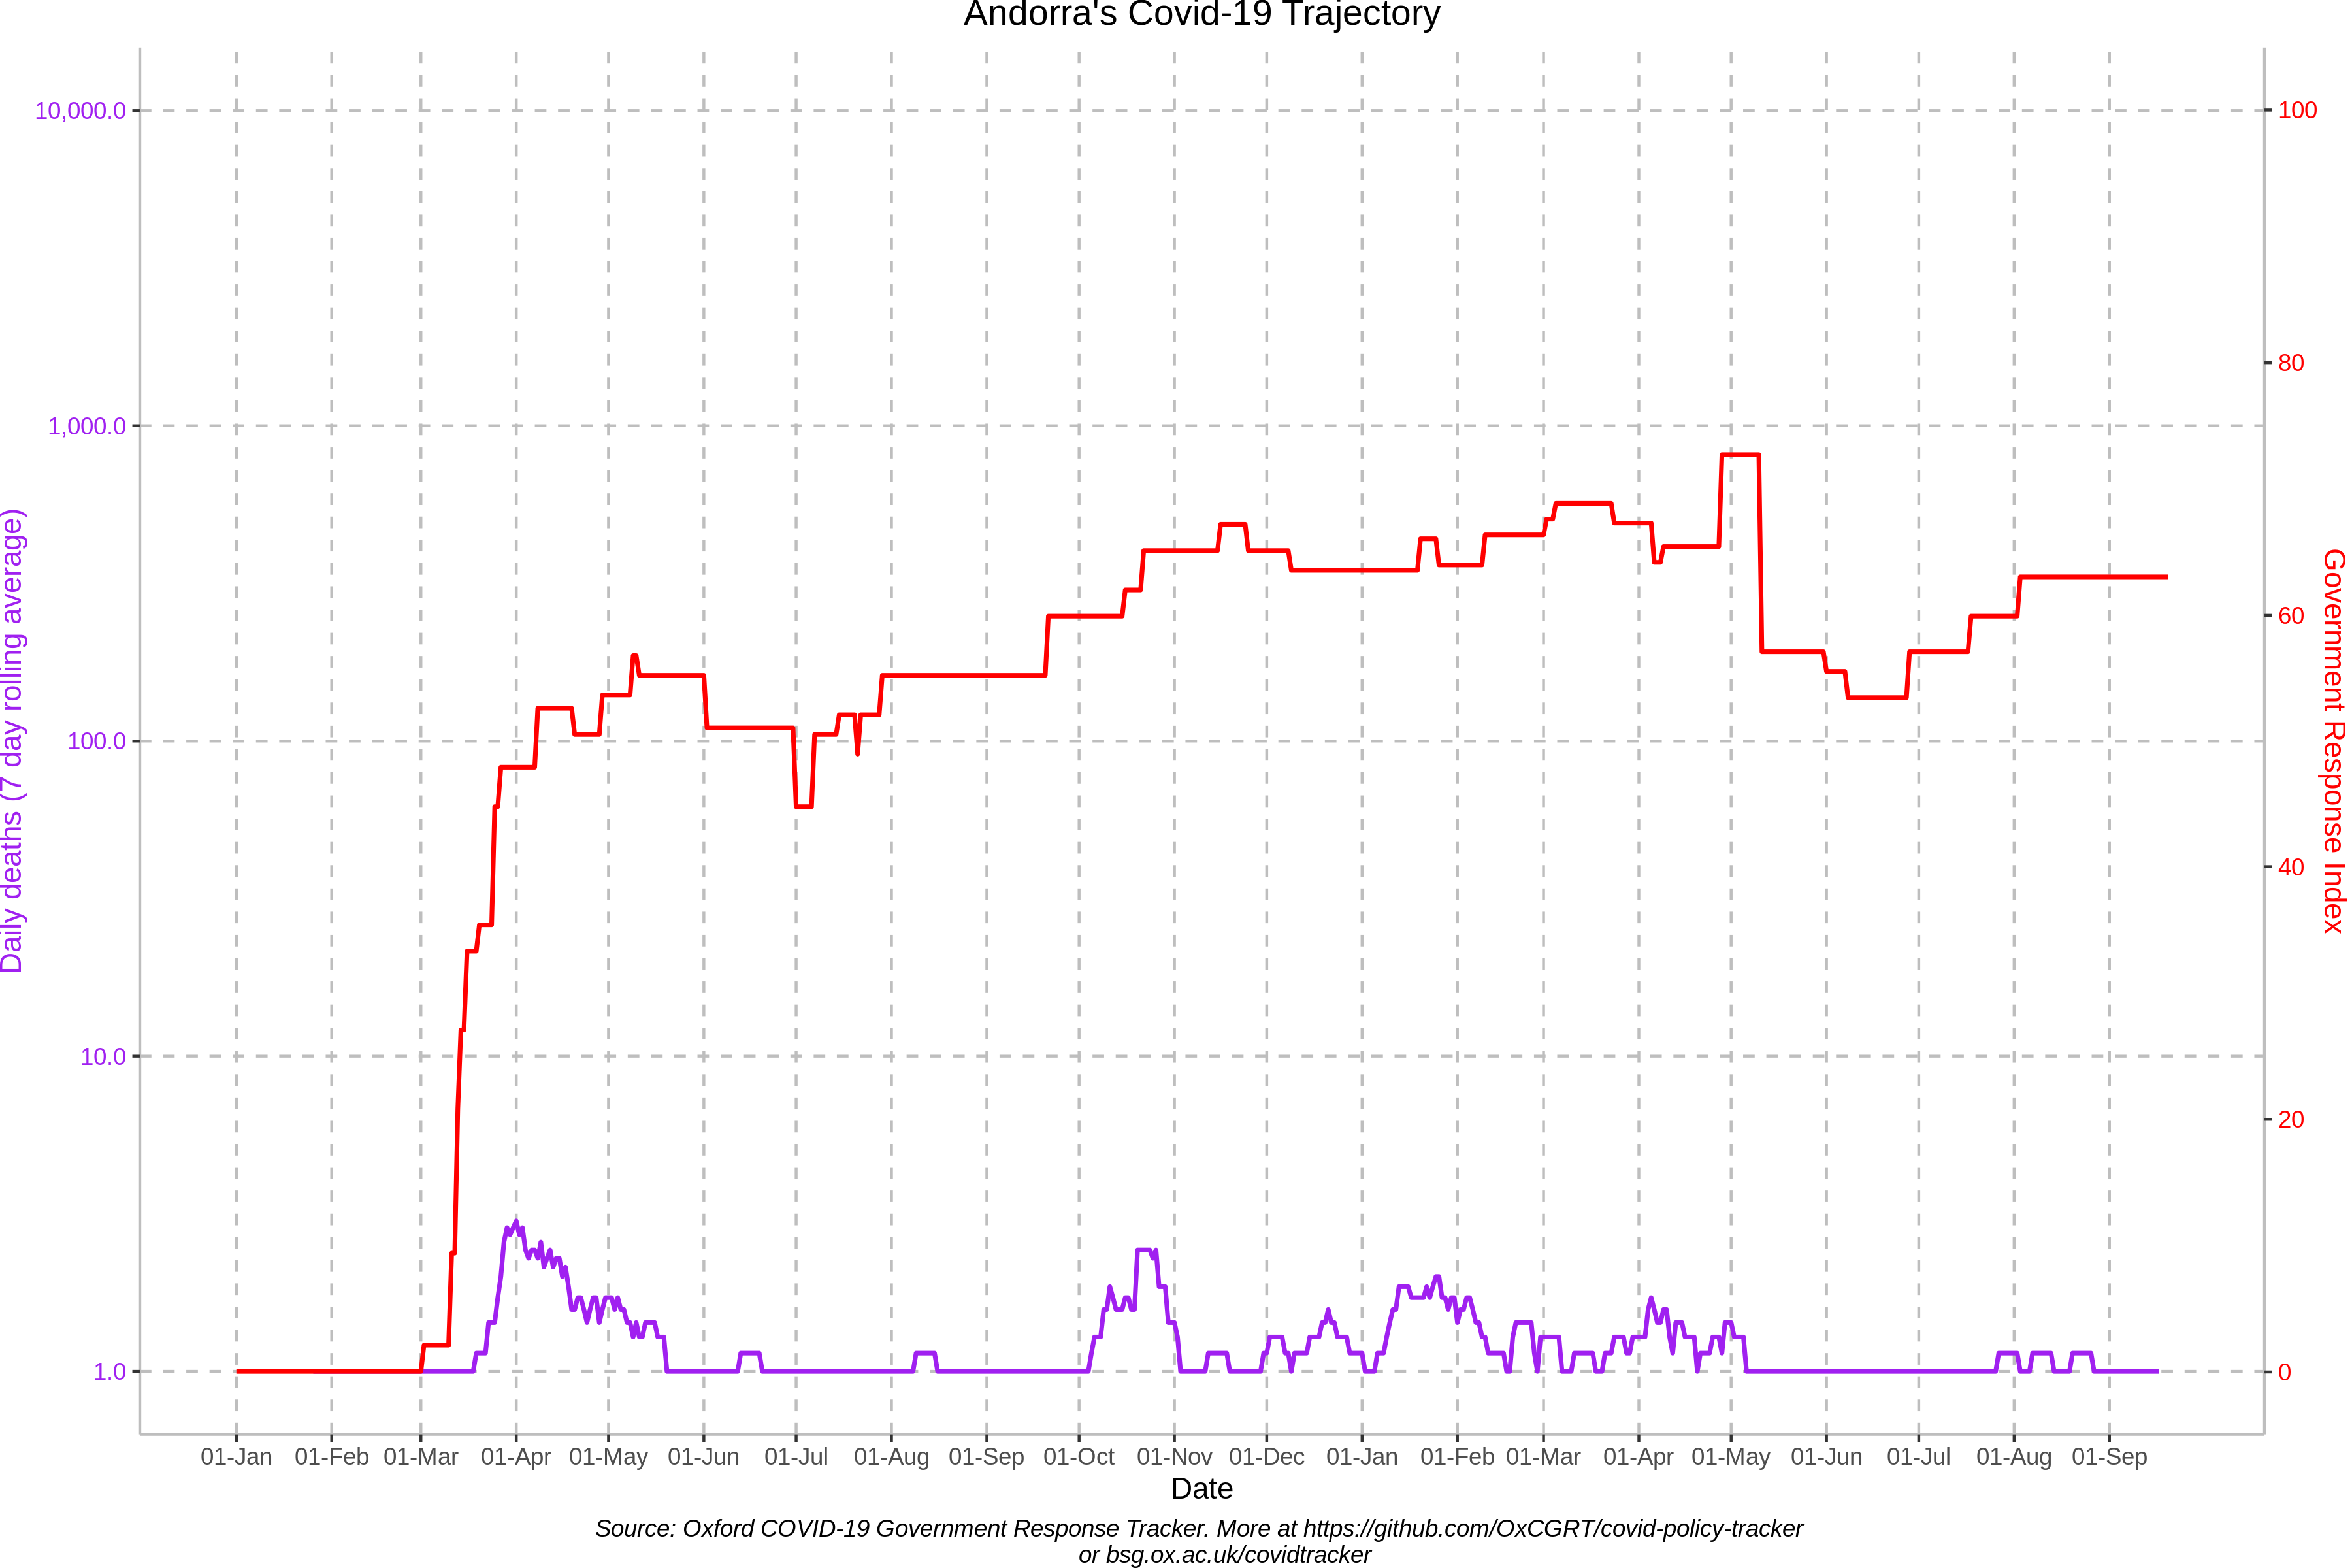 Andorra's Covid-19 Trajectory
10,000.0
1,000.0
100.0
10.0
1.0
Daily deaths (7 day rolling average)
100
80
60
40
20
0
Government Response Index
01-Jan 01-Feb 01-Mar 01-Apr 01-May 01-Jun 01-Jul 01-Aug 01-Sep 01-Oct 01-Nov 01-Dec 01-Jan 01-Feb 01-Mar 01-Apr 01-May 01-Jun 01-Jul 01-Aug 01-Sep
Date
Source: Oxford COVID-19 Government Response Tracker. More at https://github.com/OxCGRT/covid-policy-tracker
or bsg.ox.ac.uk/covidtracker